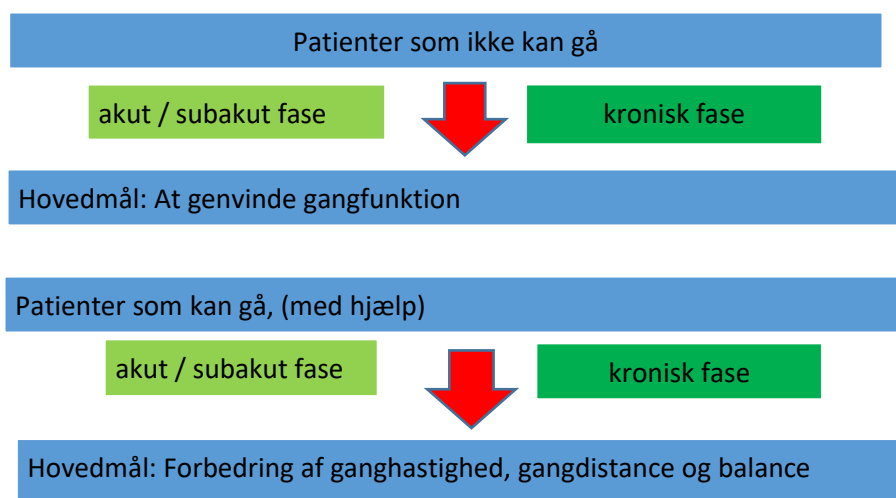 Patienter som ikke kan gå
akut / subakut fase
kronisk fase
Hovedmål: At genvinde gangfunktion
Patienter som kan gå, (med hjælp)
akut / subakut fase
kronisk fase
Hovedmål: Forbedring af ganghastighed, gangdistance og balance